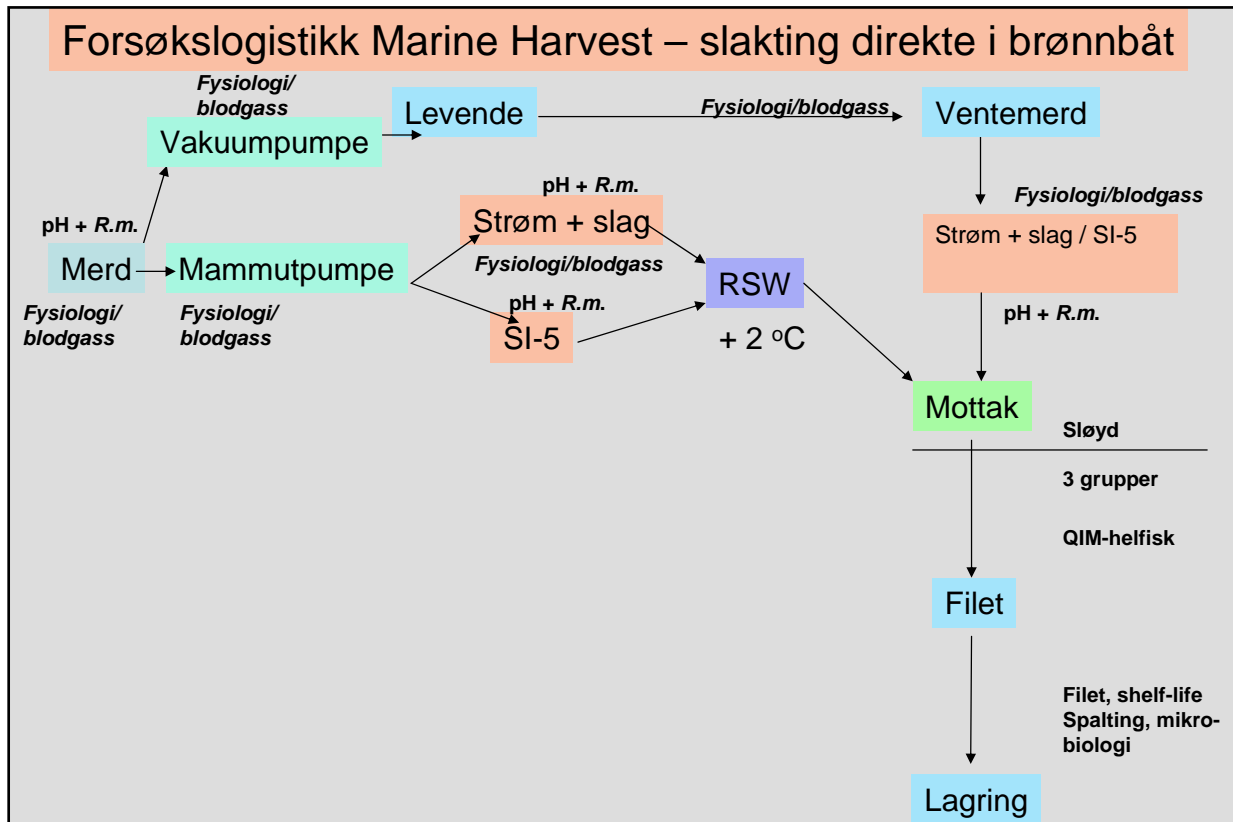 Forsøkslogistikk Marine Harvest – slakting direkte i brønnbåt
Fysiologi/
blodgass
Levende
Fysiologi/blodgass
Ventemerd
Vakuumpumpe
pH + R.m.
Fysiologi/blodgass
pH + R.m.
Strøm + slag
Strøm + slag / SI-5
Merd
Mammutpumpe
Fysiologi/blodgass
RSW
pH + R.m.
Fysiologi/
blodgass
Fysiologi/
blodgass
SI-5
+ 2 ºC
pH + R.m.
Mottak
Sløyd
3 grupper
QIM-helfisk
Filet
Filet, shelf-life
Spalting, mikro-
biologi
Lagring